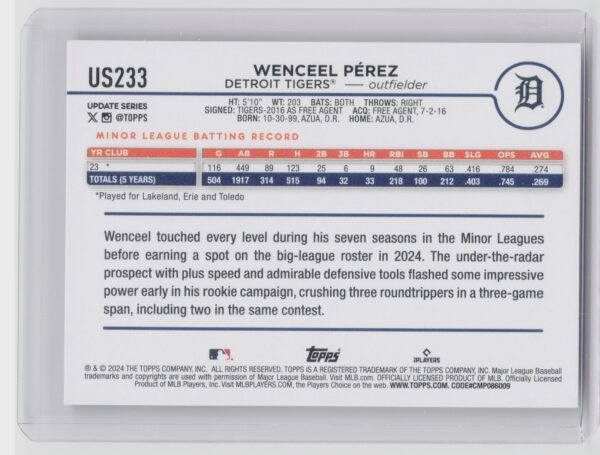 US233
WENCEEL PÉREZ
DETROIT TIGERS® — outfielder
D
UPDATE SERIES
X @TOPPS
HT: 5'10" WT: 203 BATS: BOTH THROWS: RIGHT
SIGNED: TIGERS-2016 AS FREE AGENT ACQ: FREE AGENT, 7-2-16
BORN: 10-30-99, AZUA, D.R. HOME: AZUA, D.R.
MINOR LEAGUE BATTING RECORD
YR CLUB G AB R H 2B 3B HR RBI SB BB SLG OPS AVG
23 * 116 449 89 123 25 6 9 48 26 63 .416 .784 .274
TOTALS (5 YEARS) 504 1917 314 515 94 32 33 218 100 212 .403 .745 .269
*Played for Lakeland, Erie and Toledo
Wenceel touched every level during his seven seasons in the Minor Leagues
before earning a spot on the big-league roster in 2024. The under-the-radar
prospect with plus speed and admirable defensive tools flashed some impressive
power early in his rookie campaign, crushing three roundtrippers in a three-game
span, including two in the same contest.
Topps
iPLAYERS
® & © 2024 THE TOPPS COMPANY, INC. ALL RIGHTS RESERVED. TOPPS IS A REGISTERED TRADEMARK OF THE TOPPS COMPANY, INC. Major League Baseball
trademarks and copyrights are used with permission of Major League Baseball. Visit MLB.com. OFFICIALLY LICENSED PRODUCT OF MLB. Officially Licensed
Product of MLB Players, Inc. Visit MLBPLAYERS.COM, the Players Choice on the web. WWW.TOPPS.COM. CODE#CMP086009